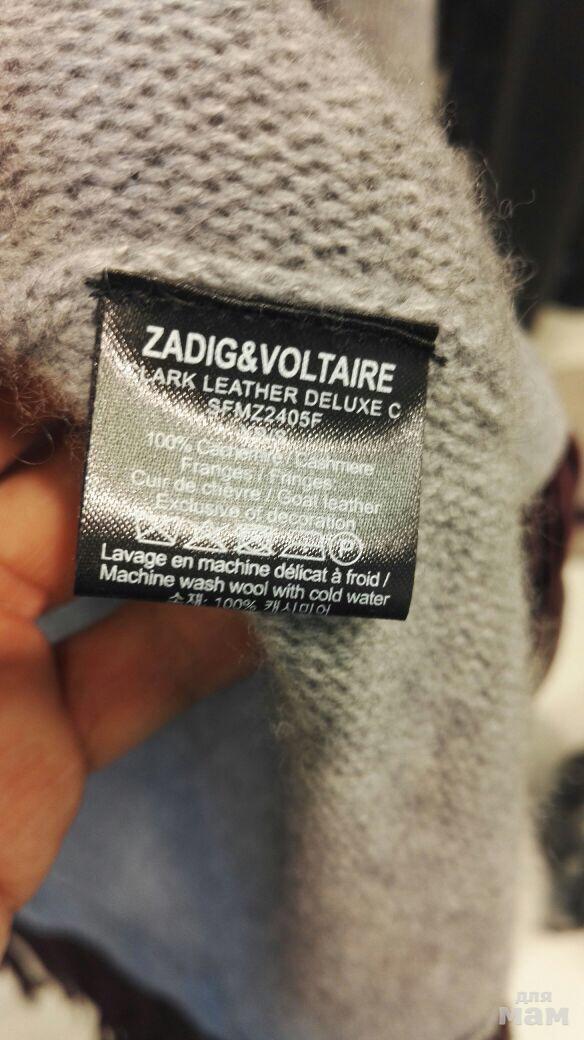 ZADIG&VOLTAIRE
LARK LEATHER DELUXE C
SFMZ2405F
100% Cachemire / Cashmere
Franges / Fringes
Cuir de chèvre / Goat leather
Exclusive of decoration
P
Lavage en machine délicat à froid /
Machine wash wool with cold water
소재: 100% 캐시미어
для
мам